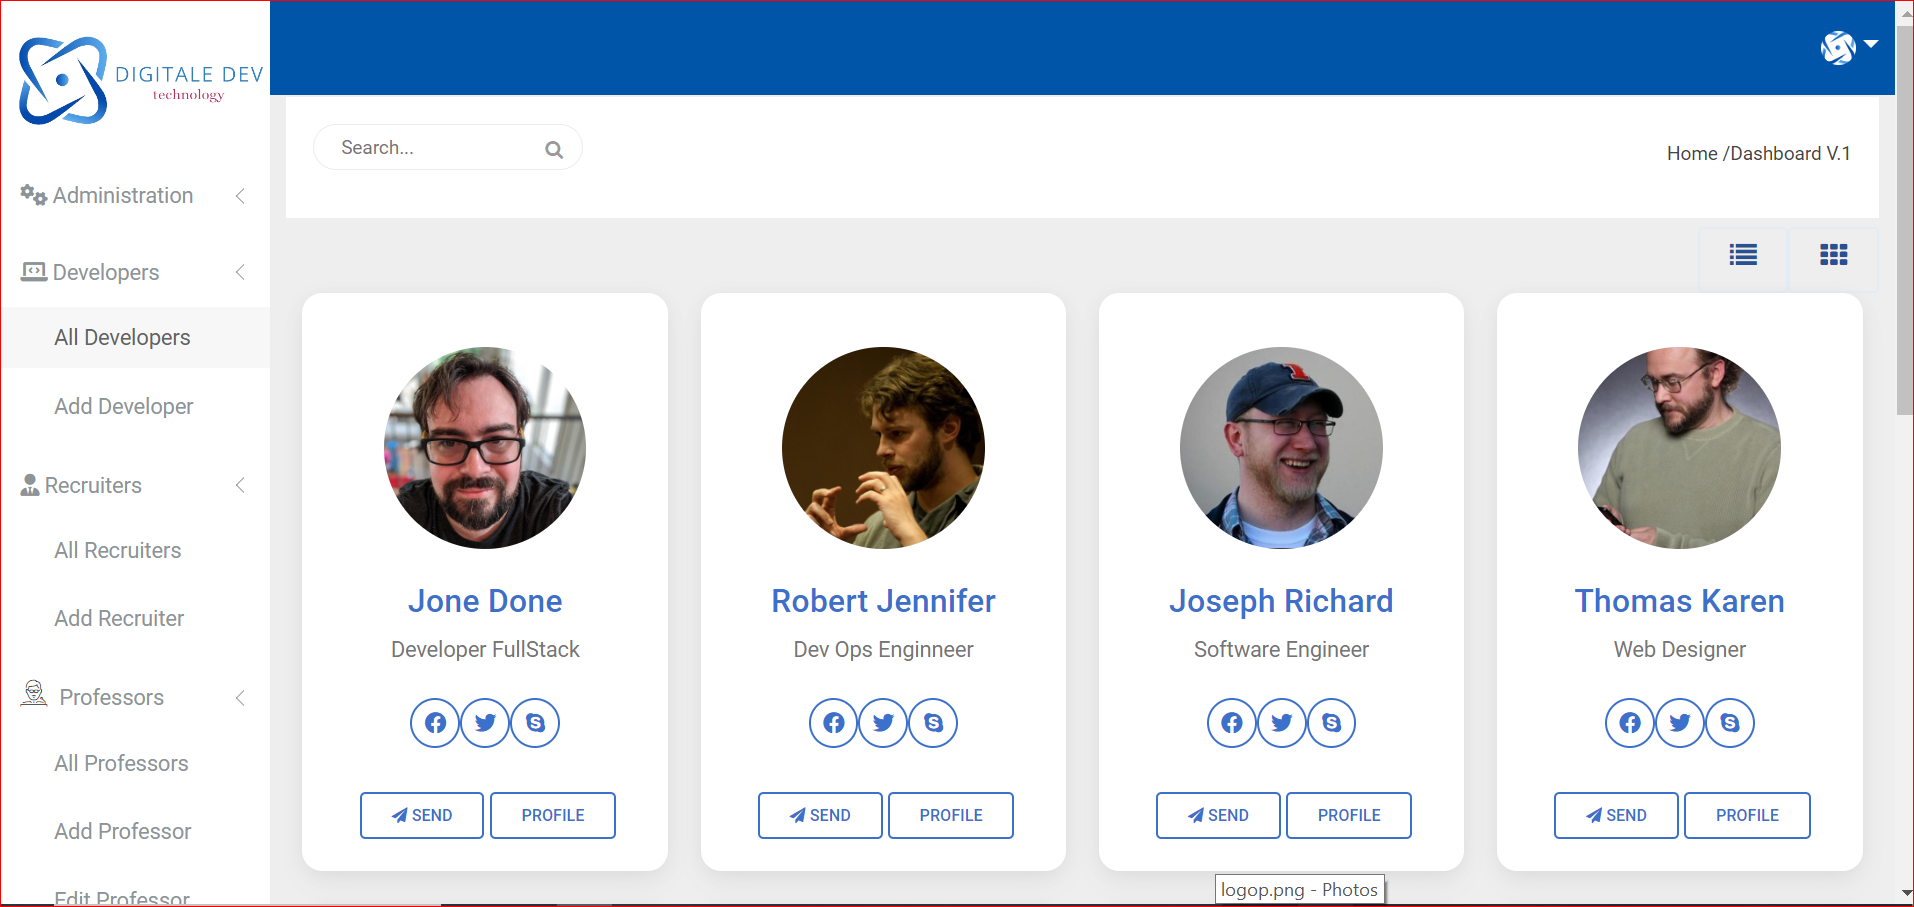 DIGITALE DEV
technology
Administration
Developers
All Developers
Add Developer
Recruiters
All Recruiters
Add Recruiter
Professors
All Professors
Add Professor
Edit Professor
Search...
Home /Dashboard V.1
Jone Done
Developer FullStack
SEND PROFILE
Robert Jennifer
Dev Ops Enginneer
SEND PROFILE
Joseph Richard
Software Engineer
SEND PROFILE
Thomas Karen
Web Designer
SEND PROFILE
logop.png - Photos